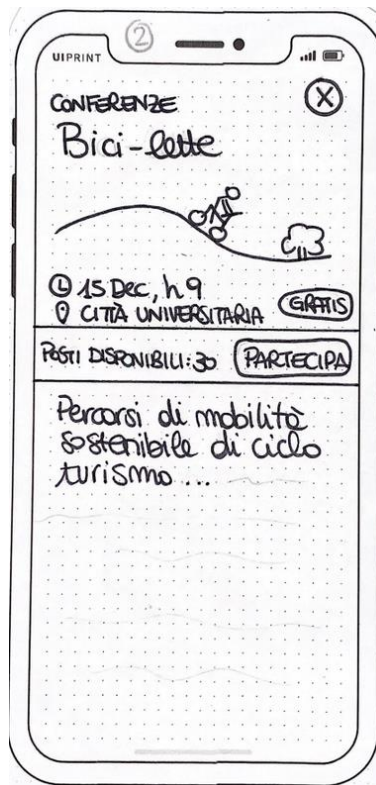 2
UIPRINT
CONFERENZE
X
Bici-lette
15 Dec, h 9
CITTÀ UNIVERSITARIA
GRATIS
POSTI DISPONIBILI: 30
PARTECIPA
Percorsi di mobilità
sostenibile di ciclo
turismo ...